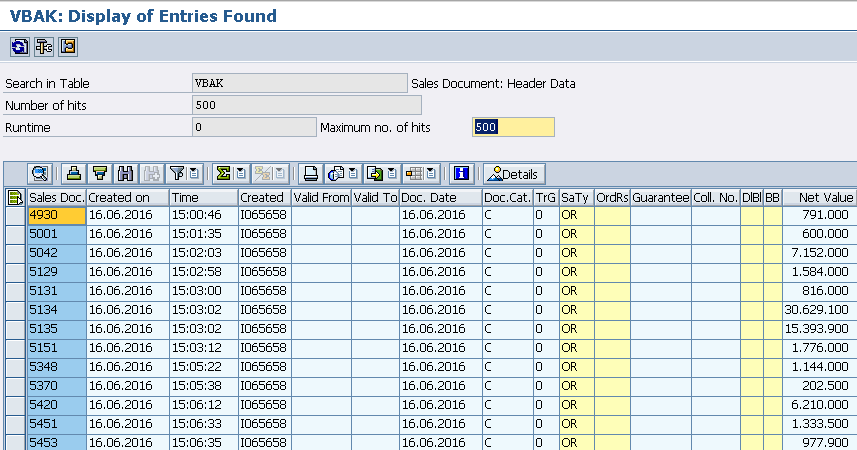 VBAK: Display of Entries Found
Search in Table VBAK Sales Document: Header Data
Number of hits 500
Runtime 0 Maximum no. of hits 500
Details
Sales Doc. Created on Time Created Valid From Valid To Doc. Date Doc.Cat. TrG SaTy OrdRs Guarantee Coll. No. DlBl BB Net Value
4930 16.06.2016 15:00:46 I065658 16.06.2016 C 0 OR 791.000
5001 16.06.2016 15:01:35 I065658 16.06.2016 C 0 OR 600.000
5042 16.06.2016 15:02:03 I065658 16.06.2016 C 0 OR 7.152.000
5129 16.06.2016 15:02:58 I065658 16.06.2016 C 0 OR 1.584.000
5131 16.06.2016 15:03:00 I065658 16.06.2016 C 0 OR 816.000
5134 16.06.2016 15:03:02 I065658 16.06.2016 C 0 OR 30.629.100
5135 16.06.2016 15:03:02 I065658 16.06.2016 C 0 OR 15.393.900
5151 16.06.2016 15:03:12 I065658 16.06.2016 C 0 OR 1.776.000
5348 16.06.2016 15:05:22 I065658 16.06.2016 C 0 OR 1.144.000
5370 16.06.2016 15:05:38 I065658 16.06.2016 C 0 OR 202.500
5420 16.06.2016 15:06:12 I065658 16.06.2016 C 0 OR 6.210.000
5451 16.06.2016 15:06:33 I065658 16.06.2016 C 0 OR 1.333.500
5453 16.06.2016 15:06:35 I065658 16.06.2016 C 0 OR 977.900